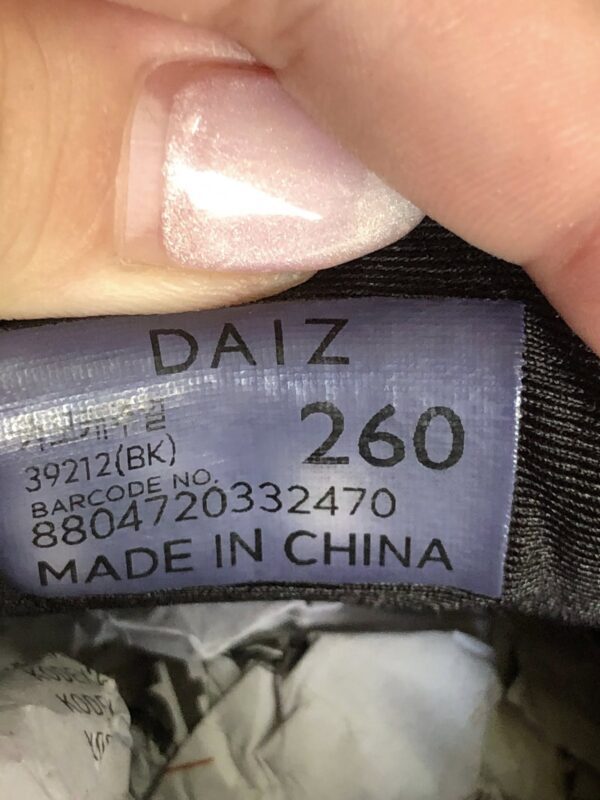 DAIZ
260
39212(BK)
BARCODE NO.
8804720332470
MADE IN CHINA